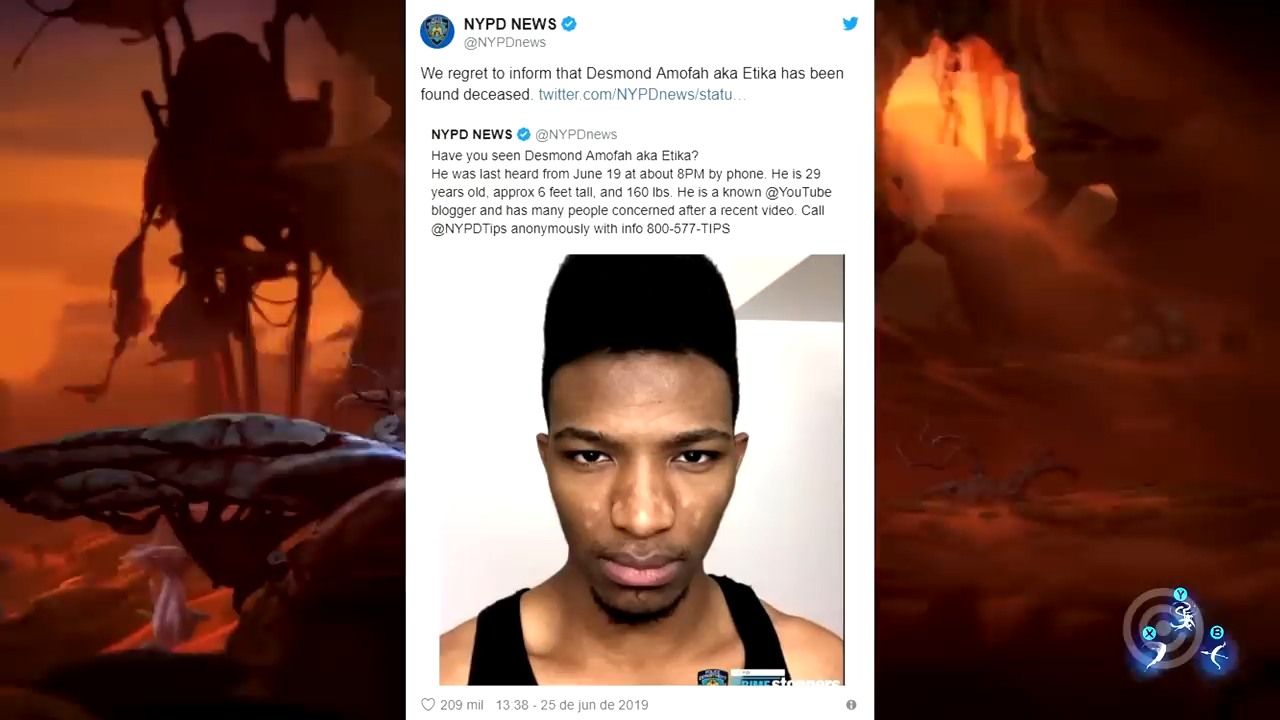 NYPD NEWS
@NYPDnews
We regret to inform that Desmond Amofah aka Etika has been
found deceased. twitter.com/NYPDnews/statu…
NYPD NEWS @NYPDnews
Have you seen Desmond Amofah aka Etika?
He was last heard from June 19 at about 8PM by phone. He is 29
years old, approx 6 feet tall, and 160 lbs. He is a known @YouTube
blogger and has many people concerned after a recent video. Call
@NYPDTips anonymously with info 800-577-TIPS
stoppers
209 mil 13:38 - 25 de jun de 2019
Y
X
B